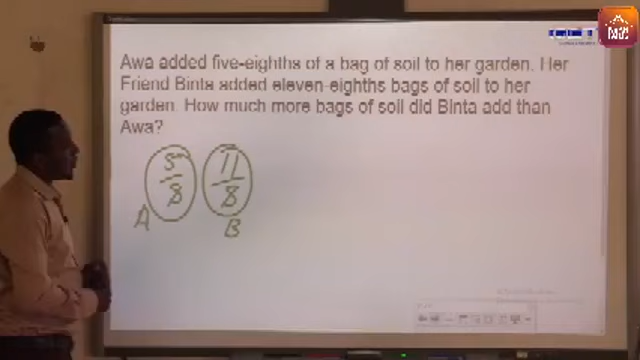 Awa added five-eighths of a bag of soil to her garden. Her
Friend Binta added eleven-eighths bags of soil to her
garden. How much more bags of soil did Binta add than
Awa?
5/8 11/8
A B